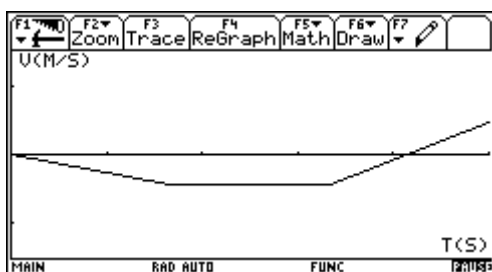 F1 F2 Zoom F3 Trace F4 ReGraph F5 Math F6 Draw F7
V(M/S)
T(S)
MAIN RAD AUTO FUNC PAUSE